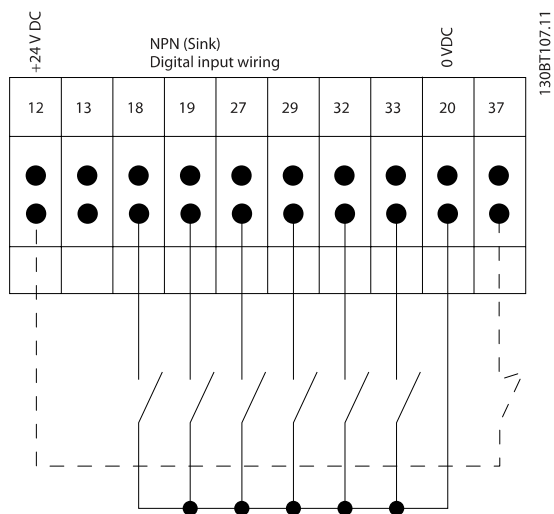 +24 V DC
NPN (Sink)
Digital input wiring
0 VDC
130BT107.11
12 13 18 19 27 29 32 33 20 37